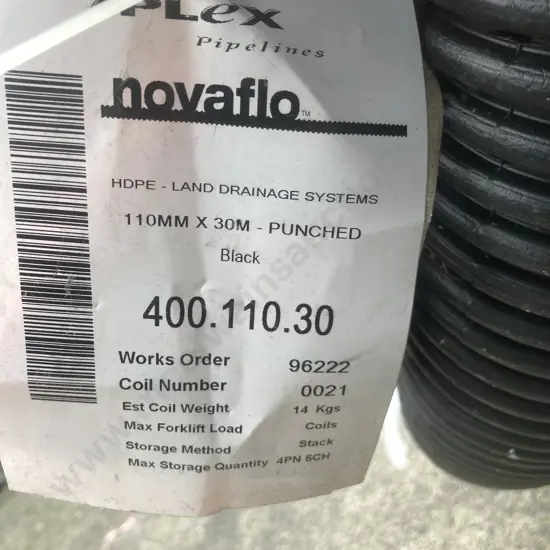 PLEX
Pipelines
novaflo™
HDPE - LAND DRAINAGE SYSTEMS
110MM X 30M - PUNCHED
Black
400.110.30
Works Order 96222
Coil Number 0021
Est Coil Weight 14 Kgs
Max Forklift Load Coils
Storage Method Stack
Max Storage Quantity 4PN 5CH